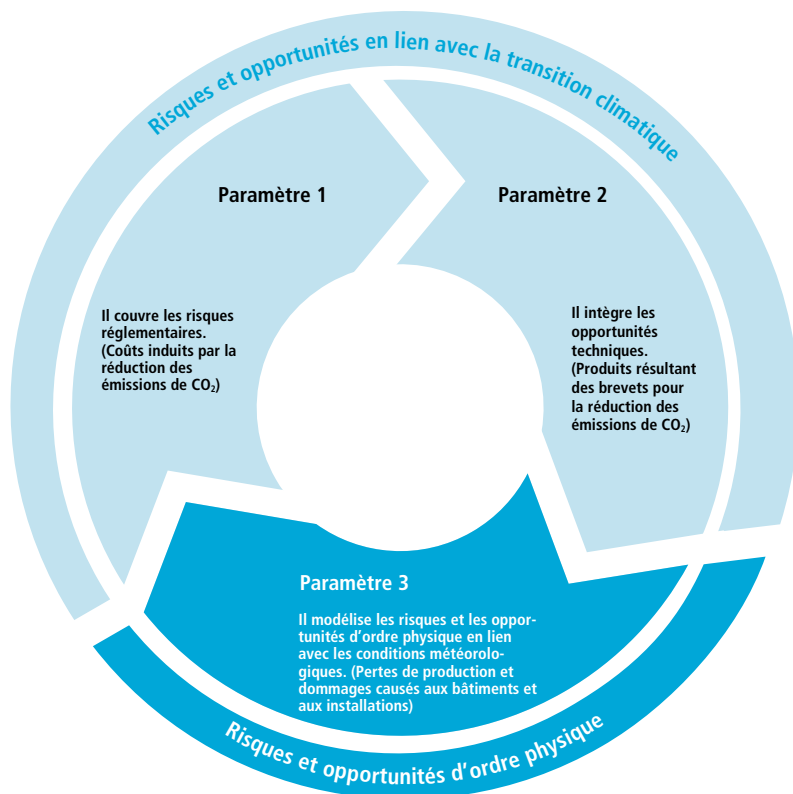 Risques et opportunités en lien avec la transition climatique
Paramètre 1
Il couvre les risques
réglementaires.
(Coûts induits par la
réduction des
émissions de CO₂)
Paramètre 2
Il intègre les
opportunités
techniques.
(Produits résultant
des brevets pour
la réduction des
émissions de CO₂)
Paramètre 3
Il modélise les risques et les oppor-
tunités d’ordre physique en lien
avec les conditions météorolo-
giques. (Pertes de production et
dommages causés aux bâtiments et
aux installations)
Risques et opportunités d’ordre physique